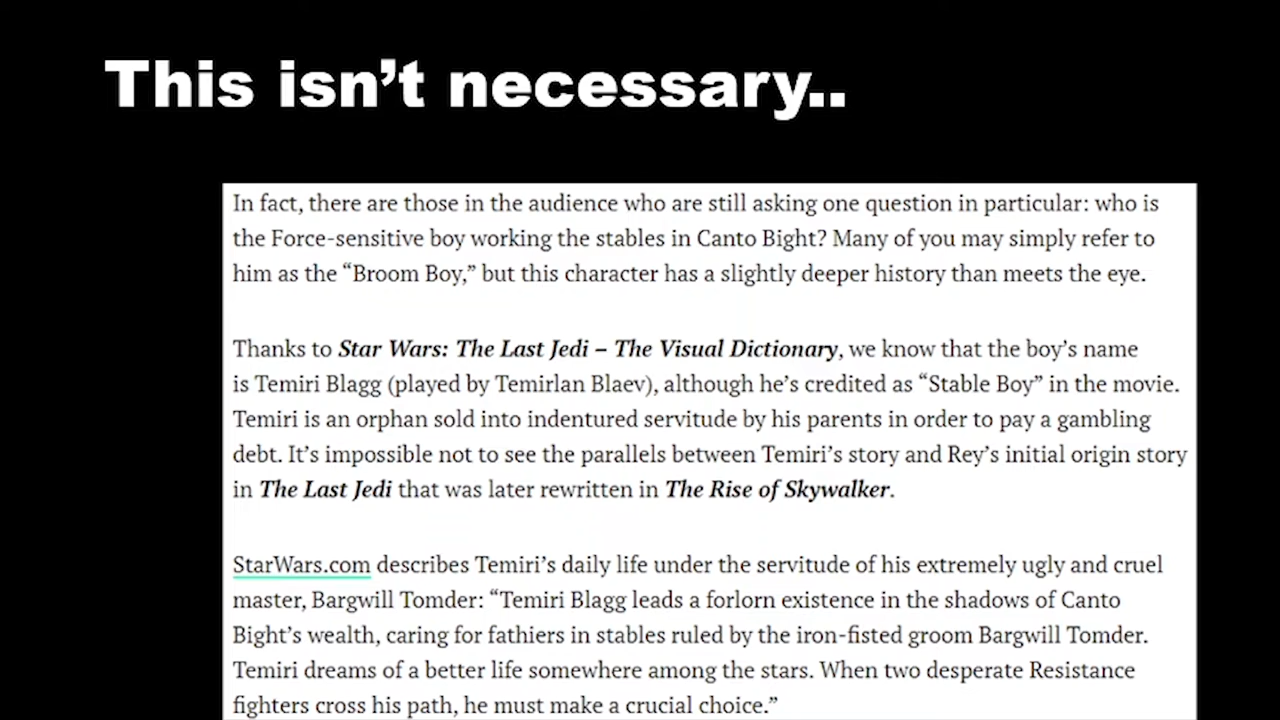 This isn’t necessary..
In fact, there are those in the audience who are still asking one question in particular: who is
the Force-sensitive boy working the stables in Canto Bight? Many of you may simply refer to
him as the “Broom Boy,” but this character has a slightly deeper history than meets the eye.
Thanks to Star Wars: The Last Jedi – The Visual Dictionary, we know that the boy’s name
is Temiri Blagg (played by Temirlan Blaev), although he’s credited as “Stable Boy” in the movie.
Temiri is an orphan sold into indentured servitude by his parents in order to pay a gambling
debt. It’s impossible not to see the parallels between Temiri’s story and Rey’s initial origin story
in The Last Jedi that was later rewritten in The Rise of Skywalker.
StarWars.com describes Temiri’s daily life under the servitude of his extremely ugly and cruel
master, Bargwill Tomder: “Temiri Blagg leads a forlorn existence in the shadows of Canto
Bight’s wealth, caring for fathiers in stables ruled by the iron-fisted groom Bargwill Tomder.
Temiri dreams of a better life somewhere among the stars. When two desperate Resistance
fighters cross his path, he must make a crucial choice.”